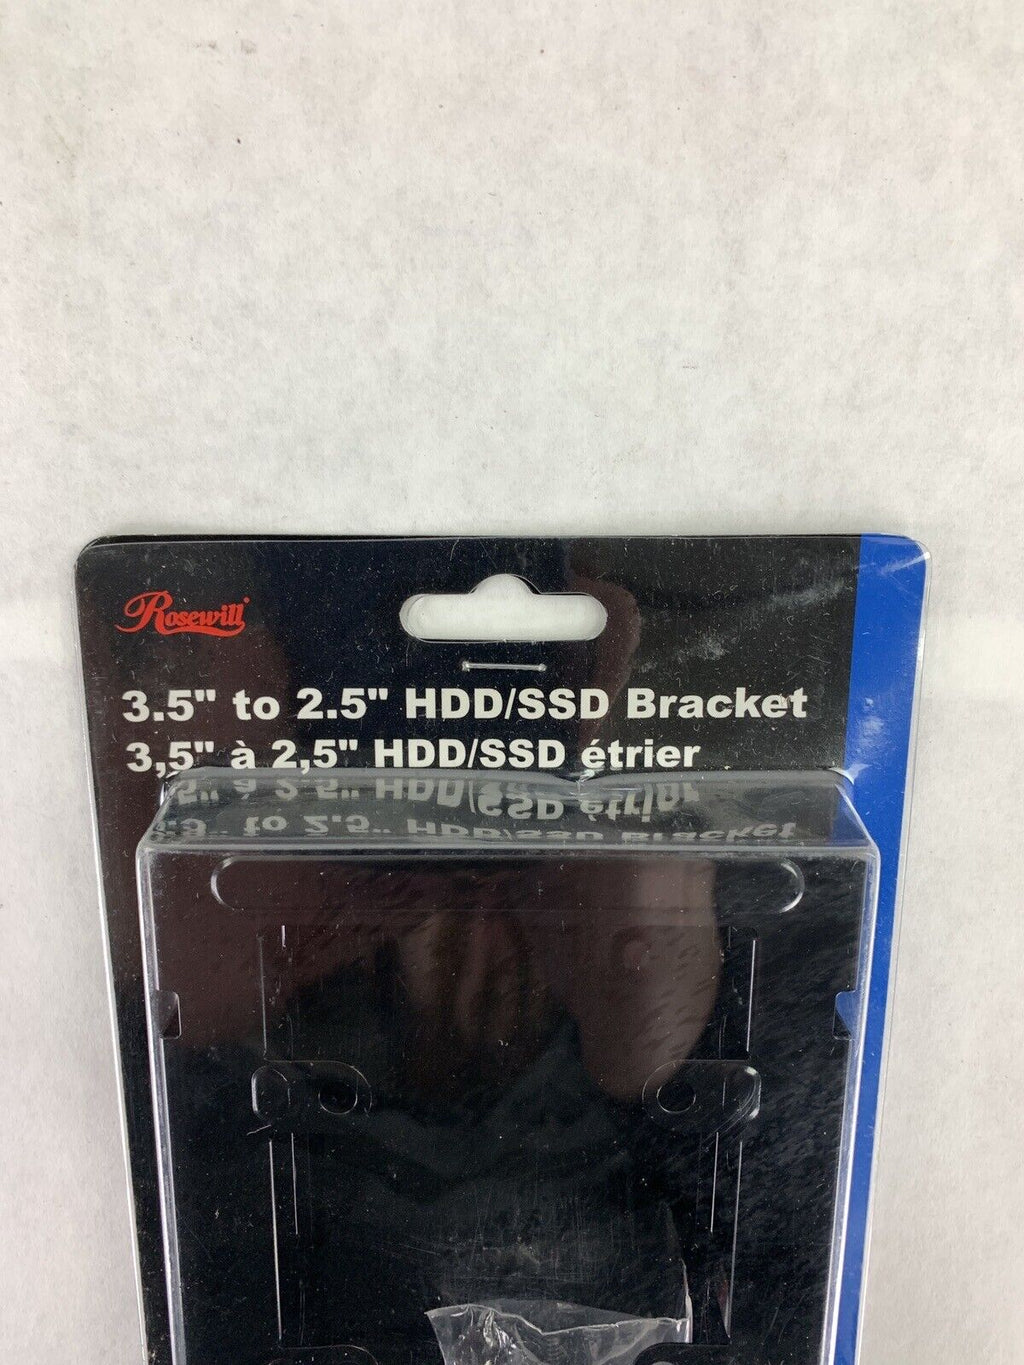 Rosewill
3.5" to 2.5" HDD/SSD Bracket
3,5" à 2,5" HDD/SSD étrier